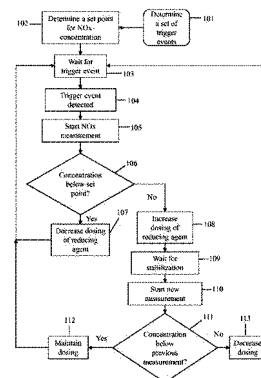 102
Determine a set point
for NOx-
concentration
Determine
a set of
trigger
events
101
Wait for
trigger event
103
Trigger event
detected
104
Start NOx
measurement
105
106
Concentration
below set
point?
Yes
No
Decrease dosing
of reducing
agent
107
Increase
dosing of
reducing agent
108
Wait for
stabilization
109
Start new
measurement
110
111
Concentration
below
previous
measurement?
Yes
No
112
Maintain
dosing
113
Decrease
dosing